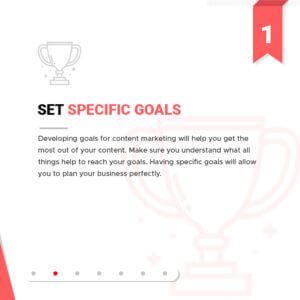 1
SET SPECIFIC GOALS
Developing goals for content marketing will help you get the
most out of your content. Make sure you understand what all
things help to reach your goals. Having specific goals will allow
you to plan your business perfectly.